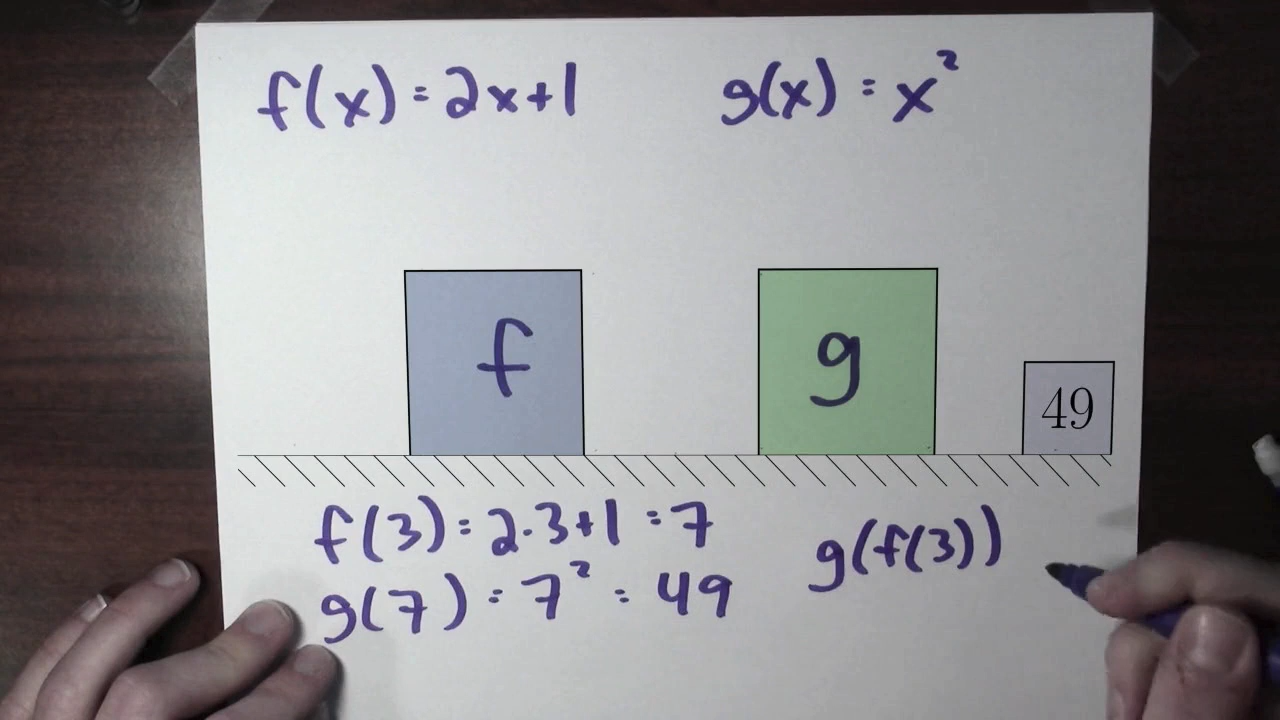 f(x) = 2x+1
g(x) = x²
f
g
49
f(3) = 2·3+1 = 7
g(f(3))
g(7) = 7² = 49